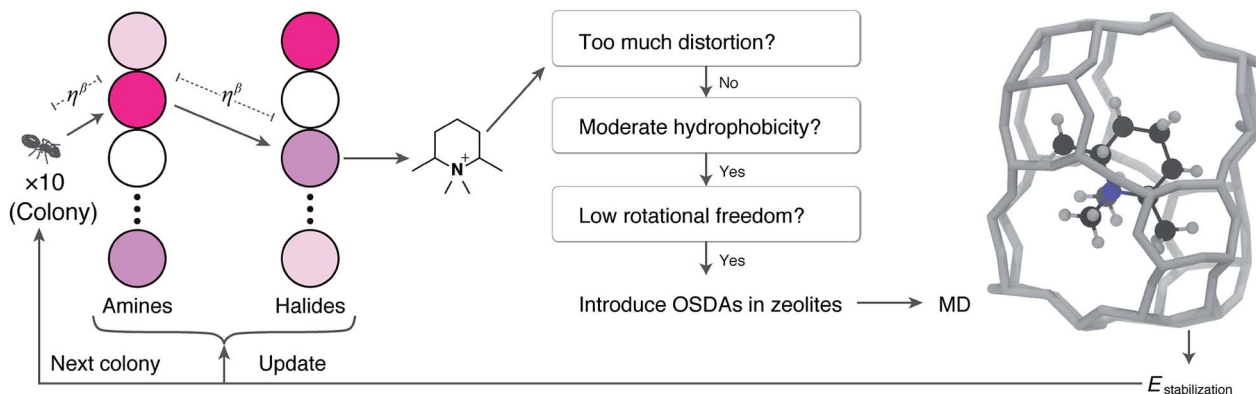 η^β
η^β
×10
(Colony)
Amines
Halides
Next colony
Update
N+
Too much distortion?
No
Moderate hydrophobicity?
Yes
Low rotational freedom?
Yes
Introduce OSDAs in zeolites
MD
E stabilization